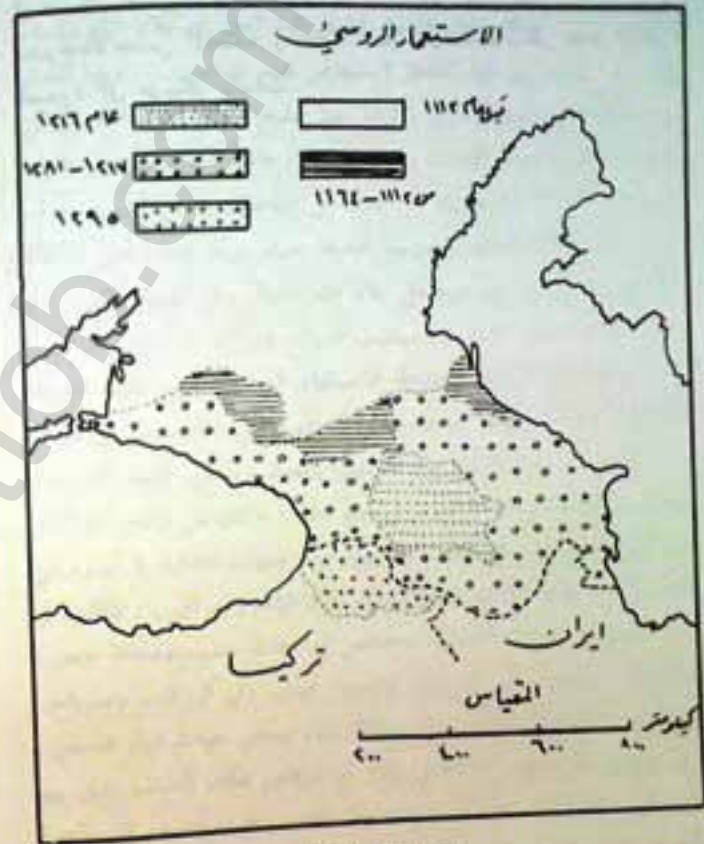 الاستعمار الروسي
قبل عام ١١١٢
من ١١١٢-١١٦٤
عام ١٢١٦
١٢١٧-١٢٨١
١٢٩٥
تركيا
ايران
المقياس
٢٠٠ ٤٠٠ ٦٠٠ ٨٠٠ كيلومتر